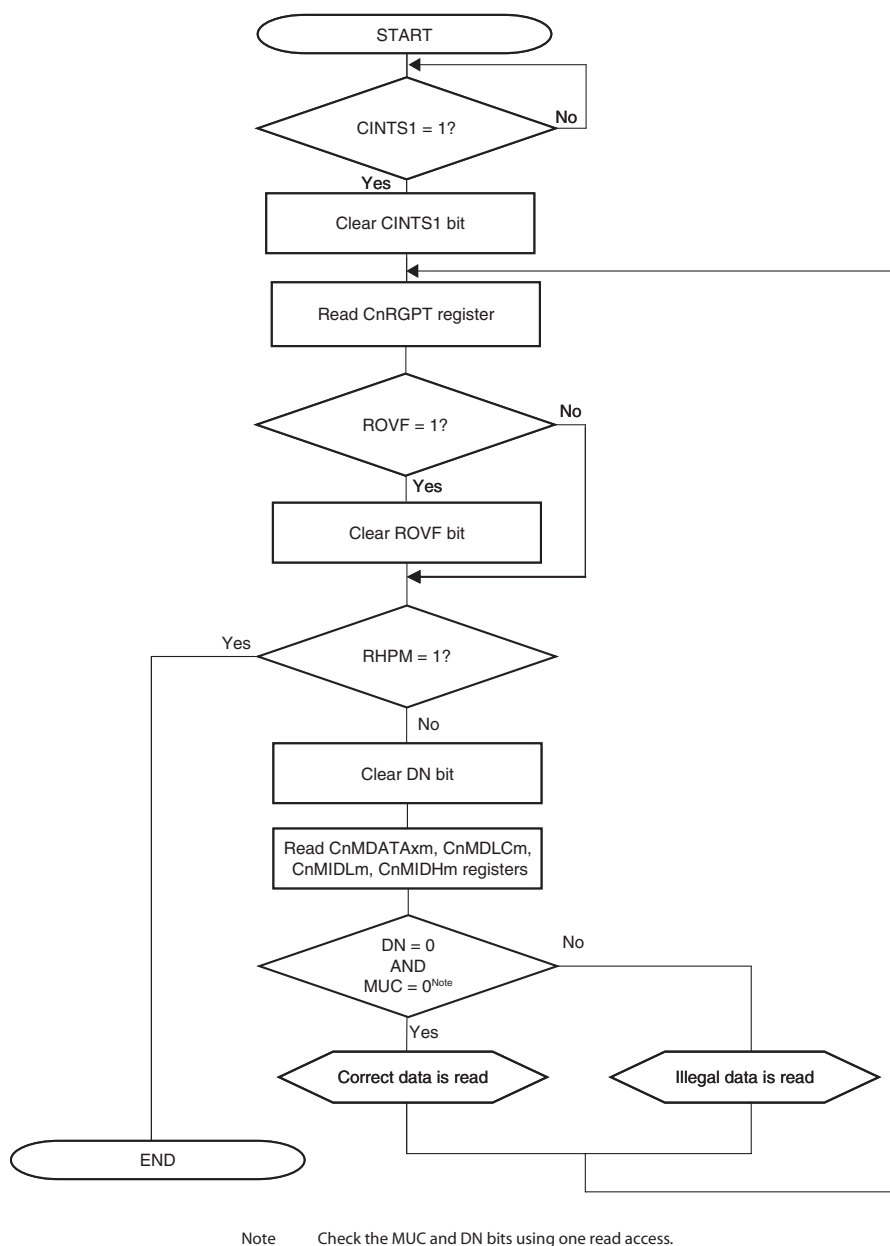 START
CINTS1 = 1?
No
Yes
Clear CINTS1 bit
Read CnRGPT register
ROVF = 1?
No
Yes
Clear ROVF bit
Yes
RHPM = 1?
No
Clear DN bit
Read CnMDATAxm, CnMDLCm,
CnMIDLm, CnMIDHm registers
DN = 0
AND
MUC = 0Note
No
Yes
Correct data is read
Illegal data is read
END
Note Check the MUC and DN bits using one read access.